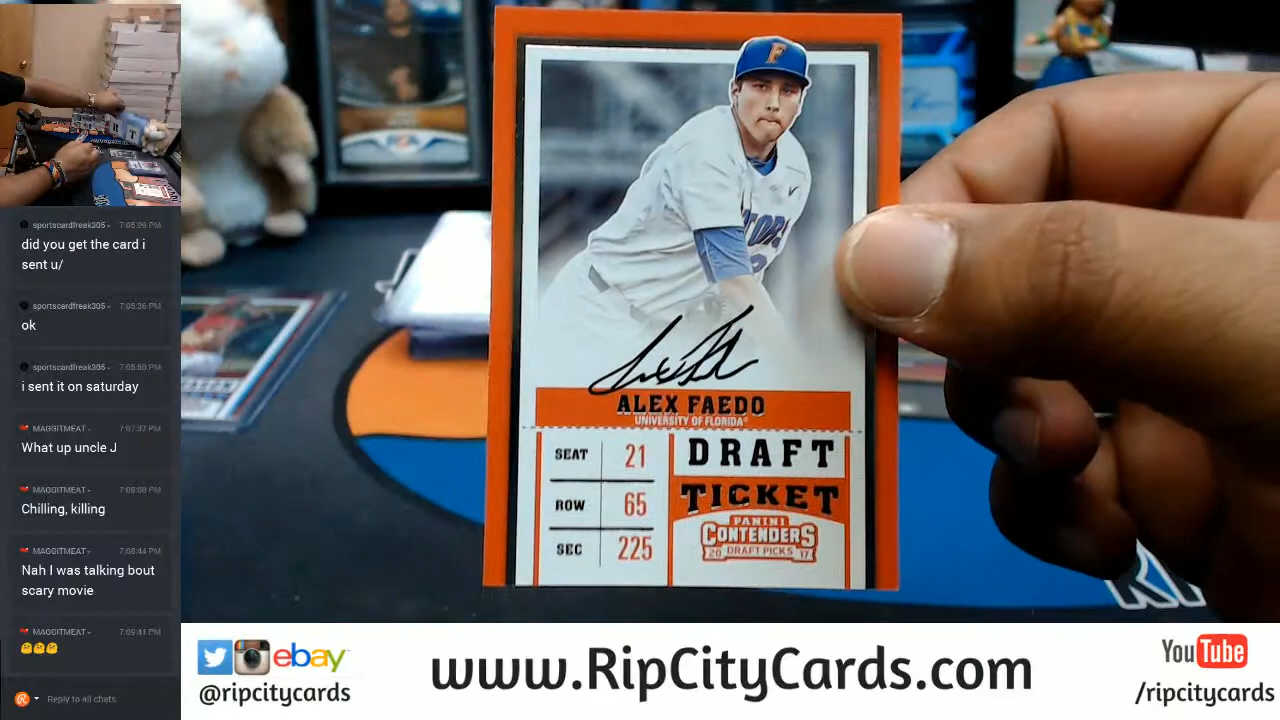 sportscardfreak305 - 7:05:09 PM
did you get the card i
sent u/
sportscardfreak305 - 7:05:36 PM
ok
sportscardfreak305 - 7:05:50 PM
i sent it on saturday
MAGGITMEAT - 7:07:37 PM
What up uncle J
MAGGITMEAT - 7:08:08 PM
Chilling, killing
MAGGITMEAT - 7:08:44 PM
Nah I was talking bout
scary movie
MAGGITMEAT - 7:09:41 PM
🤔🤔🤔
Reply to all chats
F
ALEX FAEDO
UNIVERSITY OF FLORIDA®
SEAT 21
ROW 65
SEC 225
DRAFT
TICKET
PANINI
CONTENDERS
20 DRAFT PICKS 17
ebay
@ripcitycards
www.RipCityCards.com
YouTube
/ripcitycards